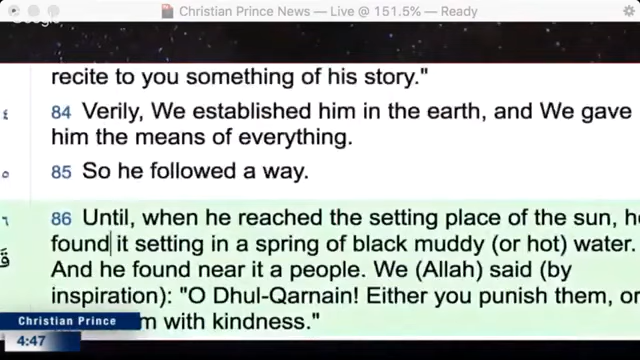 Christian Prince News — Live @ 151.5% — Ready
Google
recite to you something of his story."
84 Verily, We established him in the earth, and We gave
him the means of everything.
85 So he followed a way.
86 Until, when he reached the setting place of the sun, he
found it setting in a spring of black muddy (or hot) water.
And he found near it a people. We (Allah) said (by
inspiration): "O Dhul-Qarnain! Either you punish them, or
m with kindness."
Christian Prince
4:47